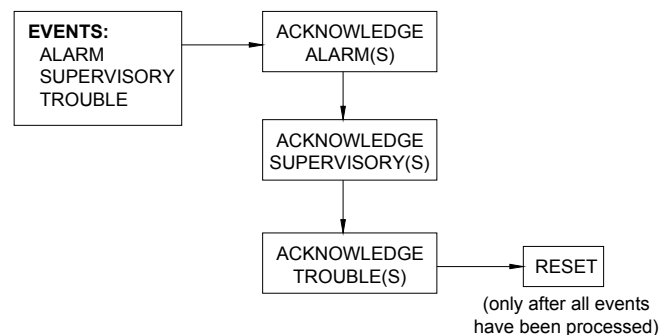 EVENTS:
ALARM
SUPERVISORY
TROUBLE
ACKNOWLEDGE
ALARM(S)
ACKNOWLEDGE
SUPERVISORY(S)
ACKNOWLEDGE
TROUBLE(S)
RESET
(only after all events
have been processed)